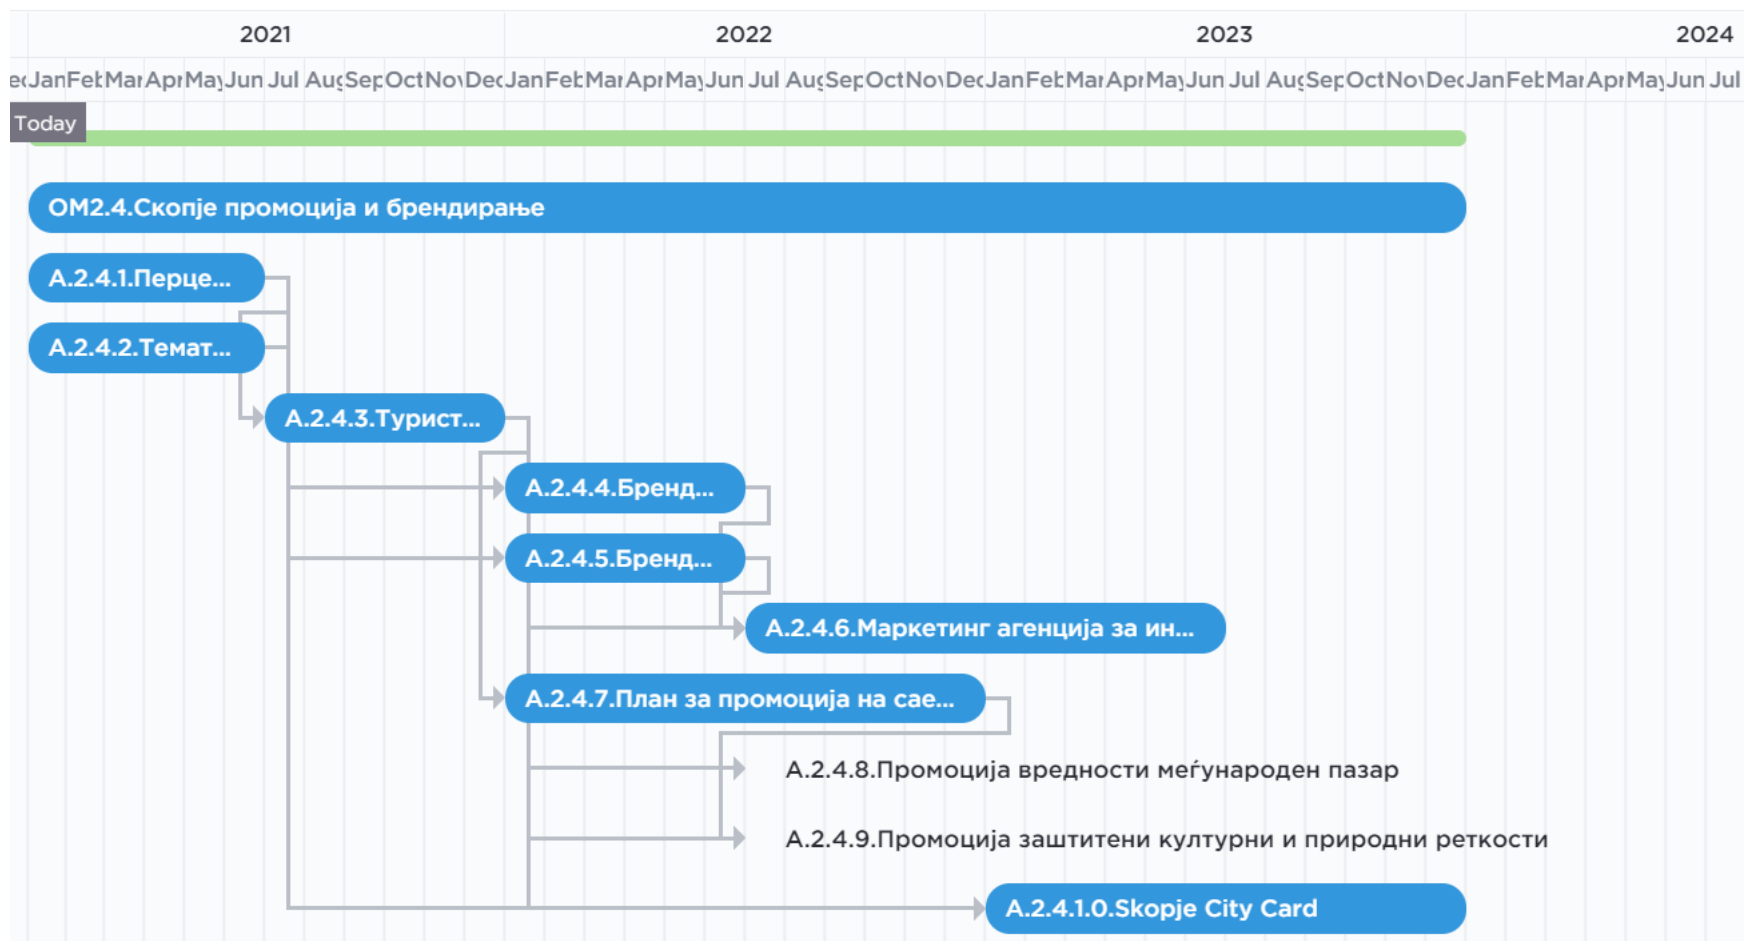 2021 2022 2023 2024
Jan Feb Mar Apr May Jun Jul Aug Sep Oct Nov Dec Jan Feb Mar Apr May Jun Jul Aug Sep Oct Nov Dec Jan Feb Mar Apr May Jun Jul Aug Sep Oct Nov Dec Jan Feb Mar Apr May Jun Jul
Today
ОМ2.4.Скопје промоција и брендирање
А.2.4.1.Перце...
А.2.4.2.Темат...
А.2.4.3.Турист...
А.2.4.4.Бренд...
А.2.4.5.Бренд...
А.2.4.6.Маркетинг агенција за ин...
А.2.4.7.План за промоција на сае...
А.2.4.8.Промоција вредности меѓународен пазар
А.2.4.9.Промоција заштитени културни и природни реткости
А.2.4.1.0.Skopje City Card